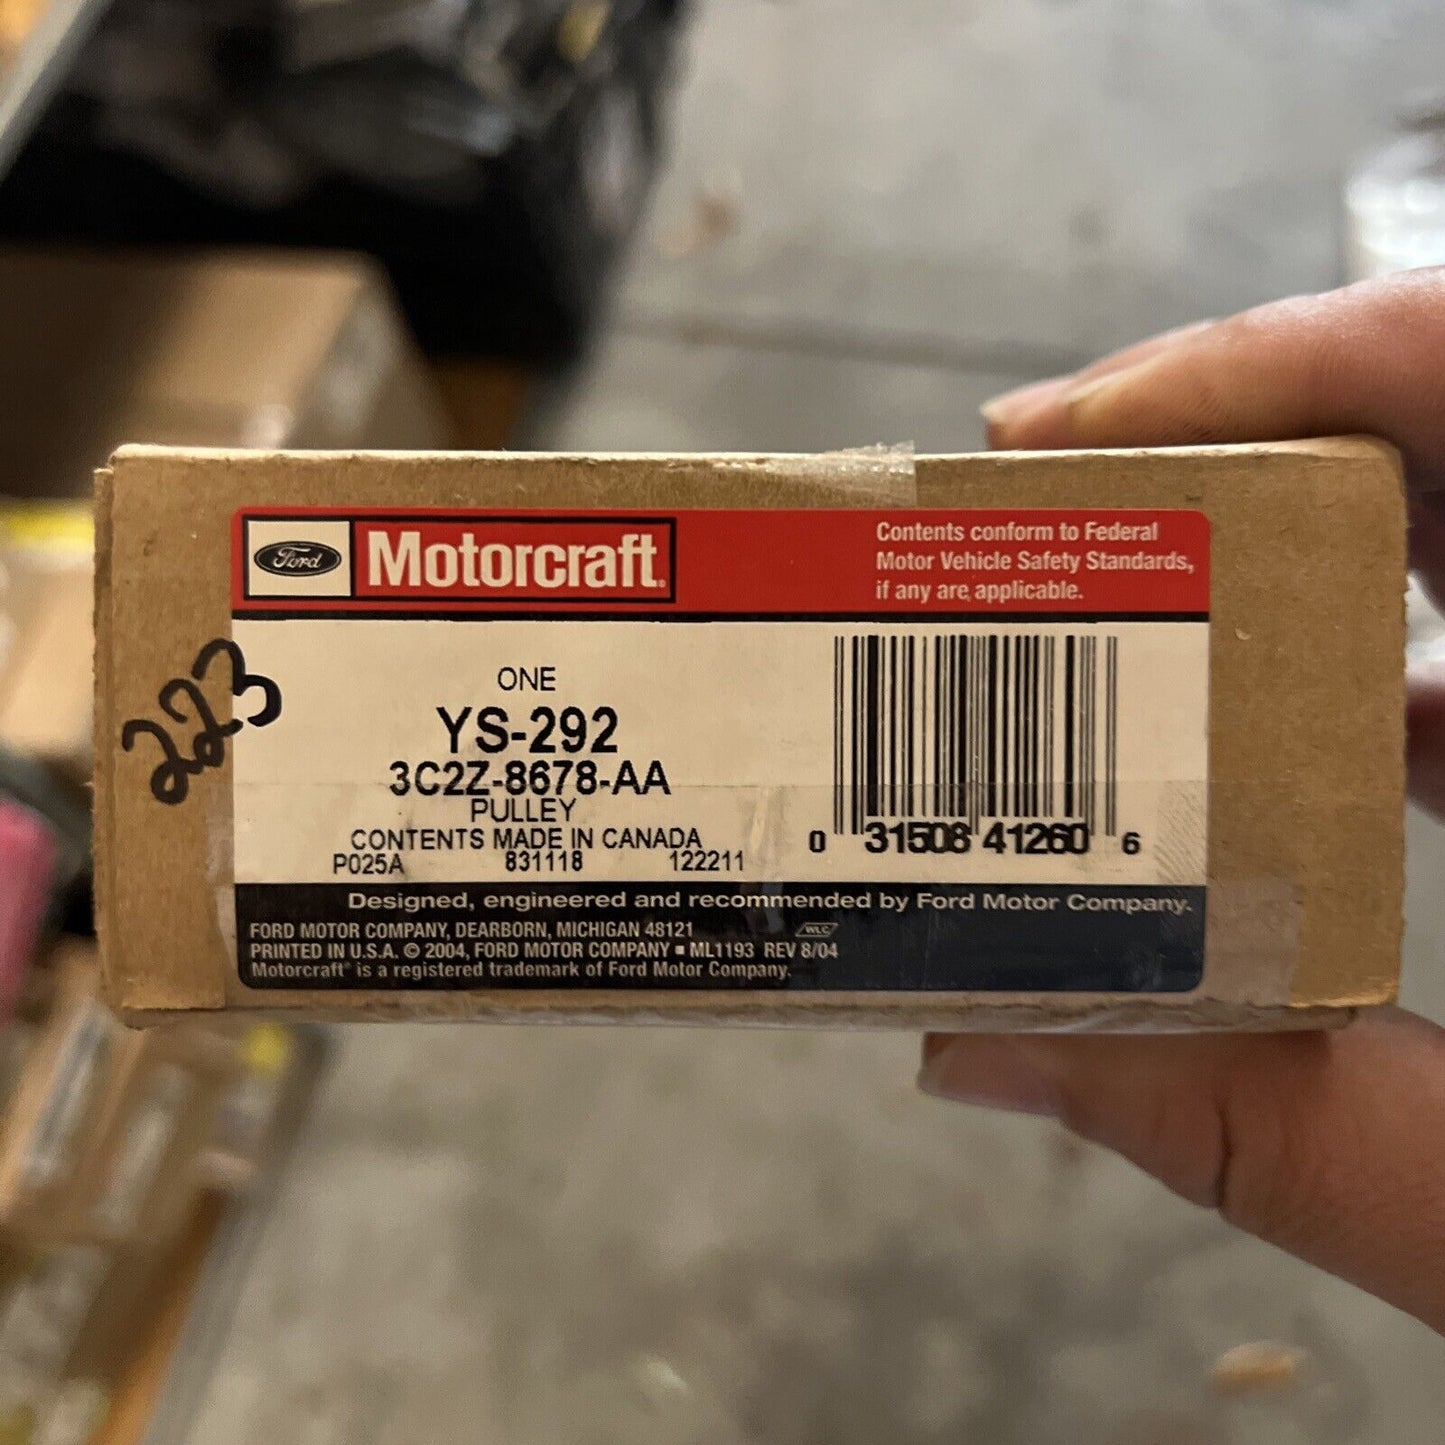 Ford Motorcraft®
Contents conform to Federal
Motor Vehicle Safety Standards,
if any are applicable.
223
ONE
YS-292
3C2Z-8678-AA
PULLEY
CONTENTS MADE IN CANADA
P025A 831118 122211
0 31508 41260 6
Designed, engineered and recommended by Ford Motor Company.
FORD MOTOR COMPANY, DEARBORN, MICHIGAN 48121 WLC
PRINTED IN U.S.A. © 2004, FORD MOTOR COMPANY ▪ ML1193 REV 8/04
Motorcraft® is a registered trademark of Ford Motor Company.